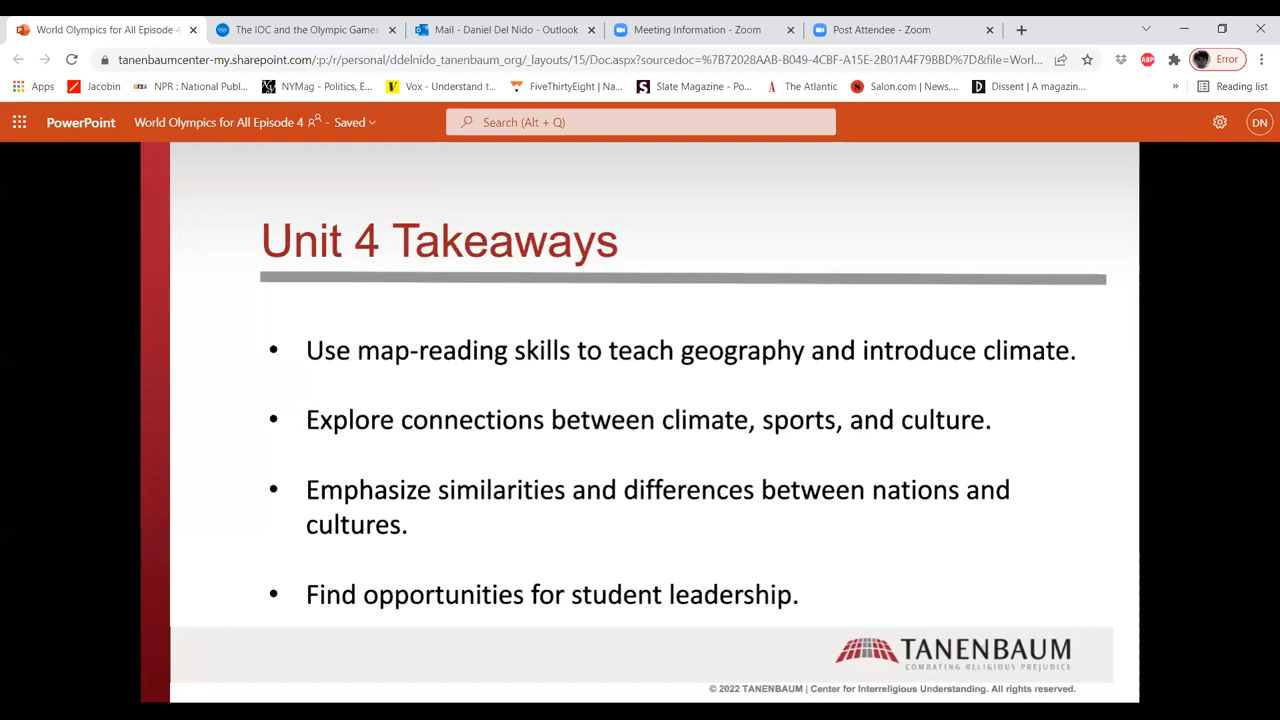 World Olympics for All Episode 4
The IOC and the Olympic Games
Mail - Daniel Del Nido - Outlook
Meeting Information - Zoom
Post Attendee - Zoom
tanenbaumcenter-my.sharepoint.com/:p:/r/personal/ddelnido_tanenbaum_org/_layouts/15/Doc.aspx?sourcedoc=%7B72028AAD-B149-4CBF-A15E-2B01A4F79BBD%7D&file=Worl...
ABP
Error
Apps
Jacobin
npr NPR : National Publ...
NYMag - Politics, E...
Vox - Understand t...
FiveThirtyEight | Na...
Slate Magazine - Po...
The Atlantic
Salon.com | News,...
Dissent | A magazin...
»
Reading list
PowerPoint
World Olympics for All Episode 4 - Saved
Search (Alt + Q)
DN
Unit 4 Takeaways
• Use map-reading skills to teach geography and introduce climate.
• Explore connections between climate, sports, and culture.
• Emphasize similarities and differences between nations and
cultures.
• Find opportunities for student leadership.
TANENBAUM
COMBATING RELIGIOUS PREJUDICE
© 2022 TANENBAUM | Center for Interreligious Understanding. All rights reserved.